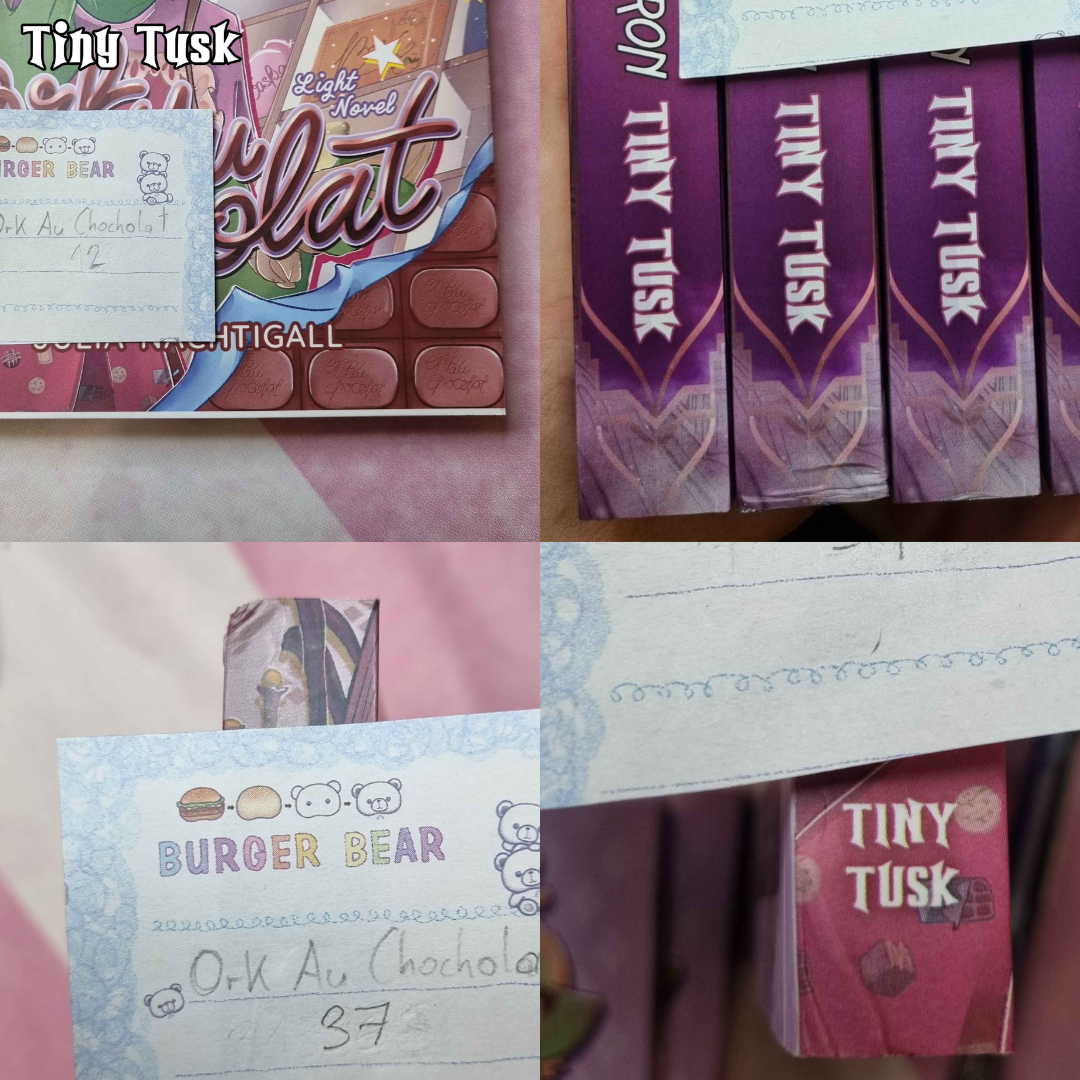 Tiny Tusk
Light
Novel
olat
BURGER BEAR
Ork Au Chocholat
12
NACHTIGALL
TINY TUSK
TINY TUSK
TINY TUSK
BURGER BEAR
Ork Au Chochola
37
TINY
TUSK